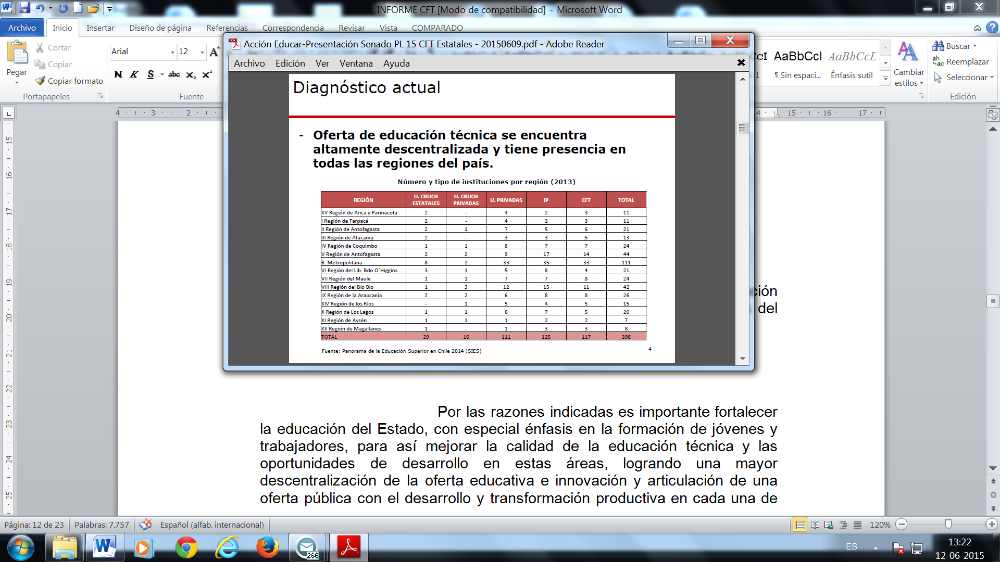 INFORME CFT [Modo de compatibilidad] - Microsoft Word
Archivo Inicio Insertar Diseño de página Referencias Correspondencia Revisar Vista COMPARADO
Pegar
Cortar
Copiar
Copiar formato
Portapapeles
Arial 12
N K S abc x₂ x²
Fuente
AaBbCcI AaBbCcL
¶ Sin espaci... Énfasis sutil
Cambiar
estilos
Buscar
Reemplazar
Seleccionar
Edición
Acción Educar-Presentación Senado PL 15 CFT Estatales - 20150609.pdf - Adobe Reader
Archivo Edición Ver Ventana Ayuda
Diagnóstico actual
- Oferta de educación técnica se encuentra
altamente descentralizada y tiene presencia en
todas las regiones del país.
Número y tipo de instituciones por región (2013)
REGIÓN U. CRUCH ESTATALES U. CRUCH PRIVADAS U. PRIVADAS IP CFT TOTAL
XV Región de Arica y Parinacota 2 - 4 2 3 11
I Región de Tarpacá 2 - 4 2 3 11
II Región de Antofagasta 2 1 7 5 6 21
III Región de Atacama 2 - 3 3 5 13
IV Región de Coquimbo 1 1 8 7 7 24
V Región de Antofagasta 2 2 9 17 14 44
R. Metropolitana 8 2 33 35 33 111
VI Región del Lib. Bdo O´Higgins 3 1 5 8 4 21
VII Región del Maule 1 1 7 7 8 24
VIII Región del Bío Bío 1 3 12 15 11 42
IX Región de la Araucanía 2 2 6 8 8 26
XIV Región de los Ríos - 1 5 4 5 15
X Región de Los Lagos 1 1 6 7 5 20
XI Región de Aysén 1 1 1 2 2 7
XII Región de Magallanes 1 - 1 3 3 8
TOTAL 29 16 111 125 117 398
Fuente: Panorama de la Educación Superior en Chile 2014 (SIES)
4
ción
del
Por las razones indicadas es importante fortalecer
la educación del Estado, con especial énfasis en la formación de jóvenes y
trabajadores, para así mejorar la calidad de la educación técnica y las
oportunidades de desarrollo en estas áreas, logrando una mayor
descentralización de la oferta educativa e innovación y articulación de una
oferta pública con el desarrollo y transformación productiva en cada una de
Página: 12 de 23 Palabras: 7.757 Español (alfab. internacional) 120%
266
ES
13:22
12-06-2015